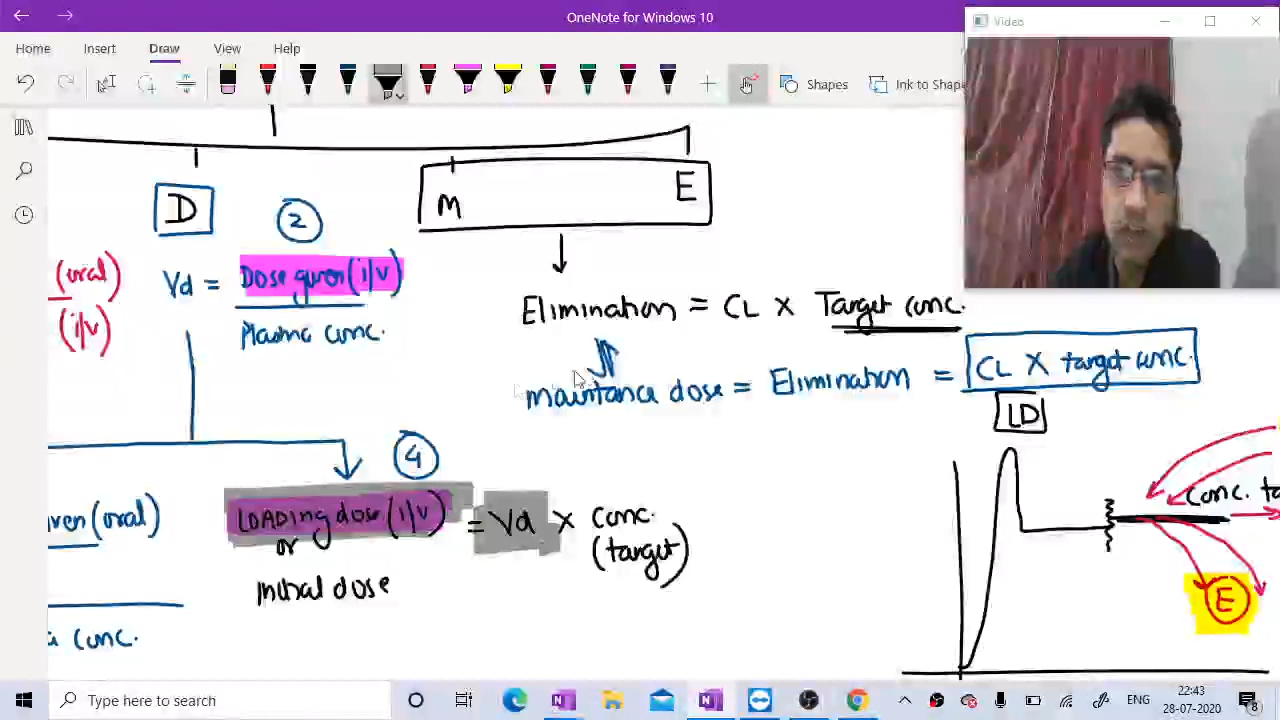 OneNote for Windows 10
Video
Home Insert Draw View Help
Shapes
Ink to Shape
D
2
M
E
(oral)
(i/v)
Vd = Dose given (i/v)
Plasma conc.
Elimination = CL X Target conc.
maintance dose = Elimination = CL X target conc.
LD
4
ven (oral)
LOADing dose (i/v) = Vd X conc.
or
(target)
initial dose
conc.
Conc. ta
E
Type here to search
ENG
22:43
28-07-2020
8